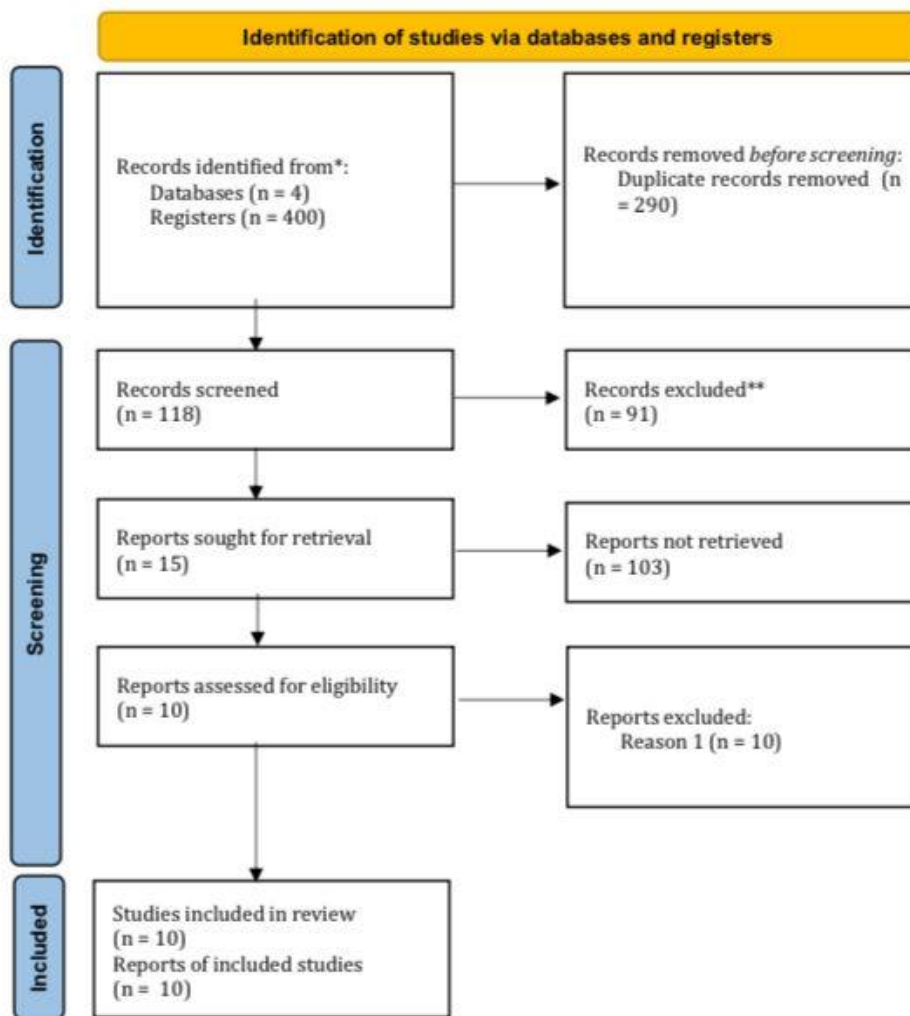 Identification of studies via databases and registers
Identification
Records identified from*:
Databases (n = 4)
Registers (n = 400)
Records removed before screening:
Duplicate records removed (n
= 290)
Screening
Records screened
(n = 118)
Records excluded**
(n = 91)
Reports sought for retrieval
(n = 15)
Reports not retrieved
(n = 103)
Reports assessed for eligibility
(n = 10)
Reports excluded:
Reason 1 (n = 10)
Included
Studies included in review
(n = 10)
Reports of included studies
(n = 10)